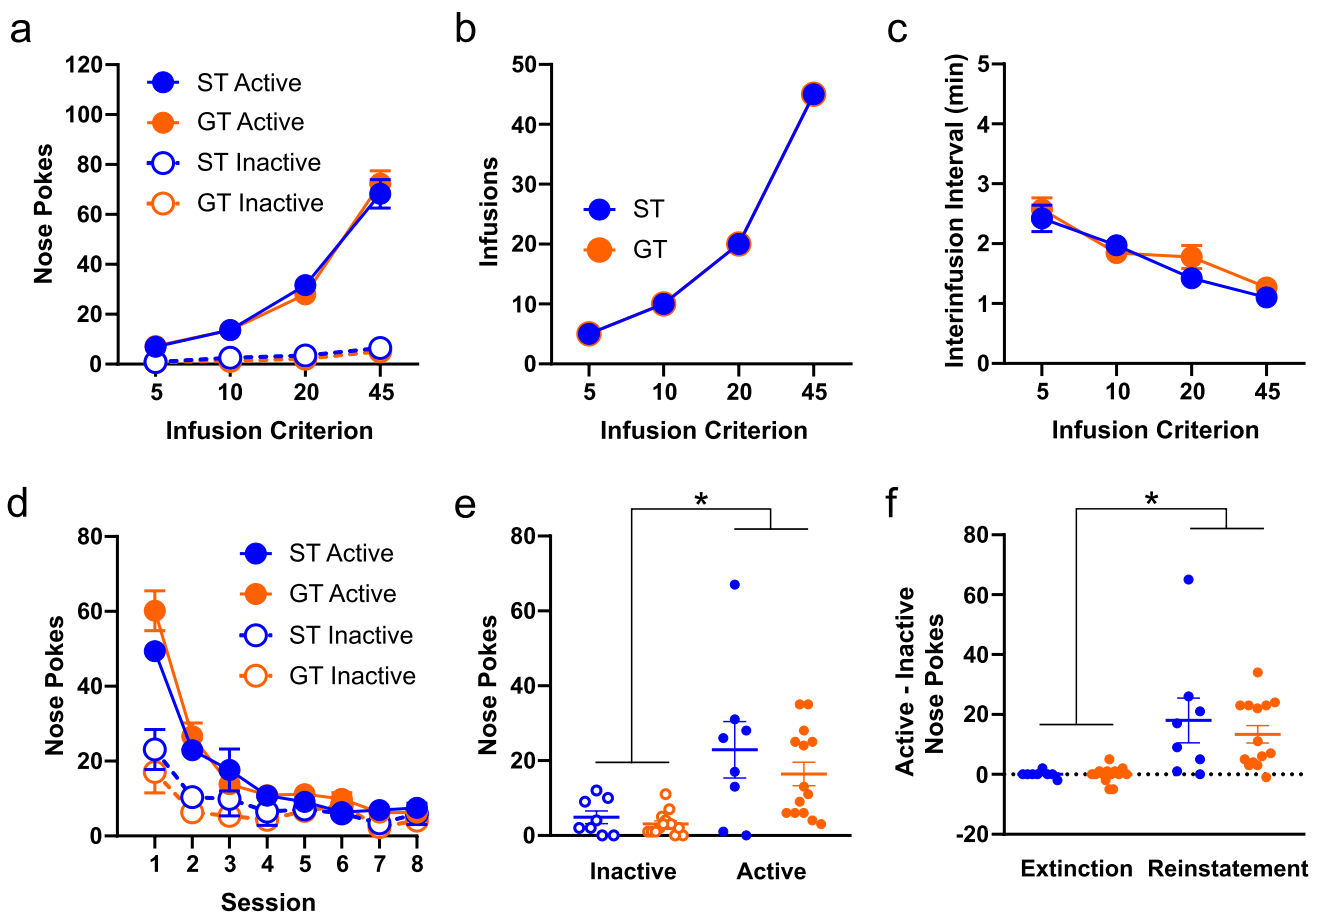 a
120
100
80
60
40
20
0
Nose Pokes
ST Active
GT Active
ST Inactive
GT Inactive
5 10 20 45
Infusion Criterion
b
50
40
30
20
10
0
Infusions
ST
GT
5 10 20 45
Infusion Criterion
c
5
4
3
2
1
0
Interinfusion Interval (min)
5 10 20 45
Infusion Criterion
d
80
60
40
20
0
Nose Pokes
ST Active
GT Active
ST Inactive
GT Inactive
1 2 3 4 5 6 7 8
Session
e
80
60
40
20
0
Nose Pokes
*
Inactive Active
f
80
60
40
20
0
-20
Active - Inactive
Nose Pokes
*
Extinction Reinstatement